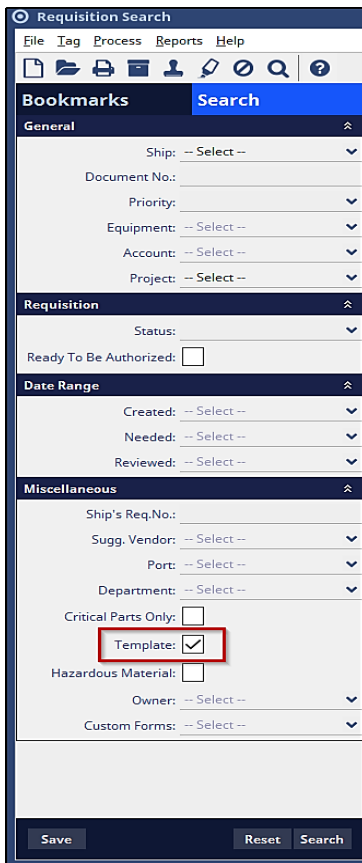 Requisition Search
File Tag Process Reports Help
Bookmarks Search
General
Ship: -- Select --
Document No.:
Priority:
Equipment: -- Select --
Account: -- Select --
Project: -- Select --
Requisition
Status:
Ready To Be Authorized:
Date Range
Created: -- Select --
Needed: -- Select --
Reviewed: -- Select --
Miscellaneous
Ship's Req.No.:
Sugg. Vendor: -- Select --
Port: -- Select --
Department: -- Select --
Critical Parts Only:
Template:
Hazardous Material:
Owner: -- Select --
Custom Forms: -- Select --
Save Reset Search